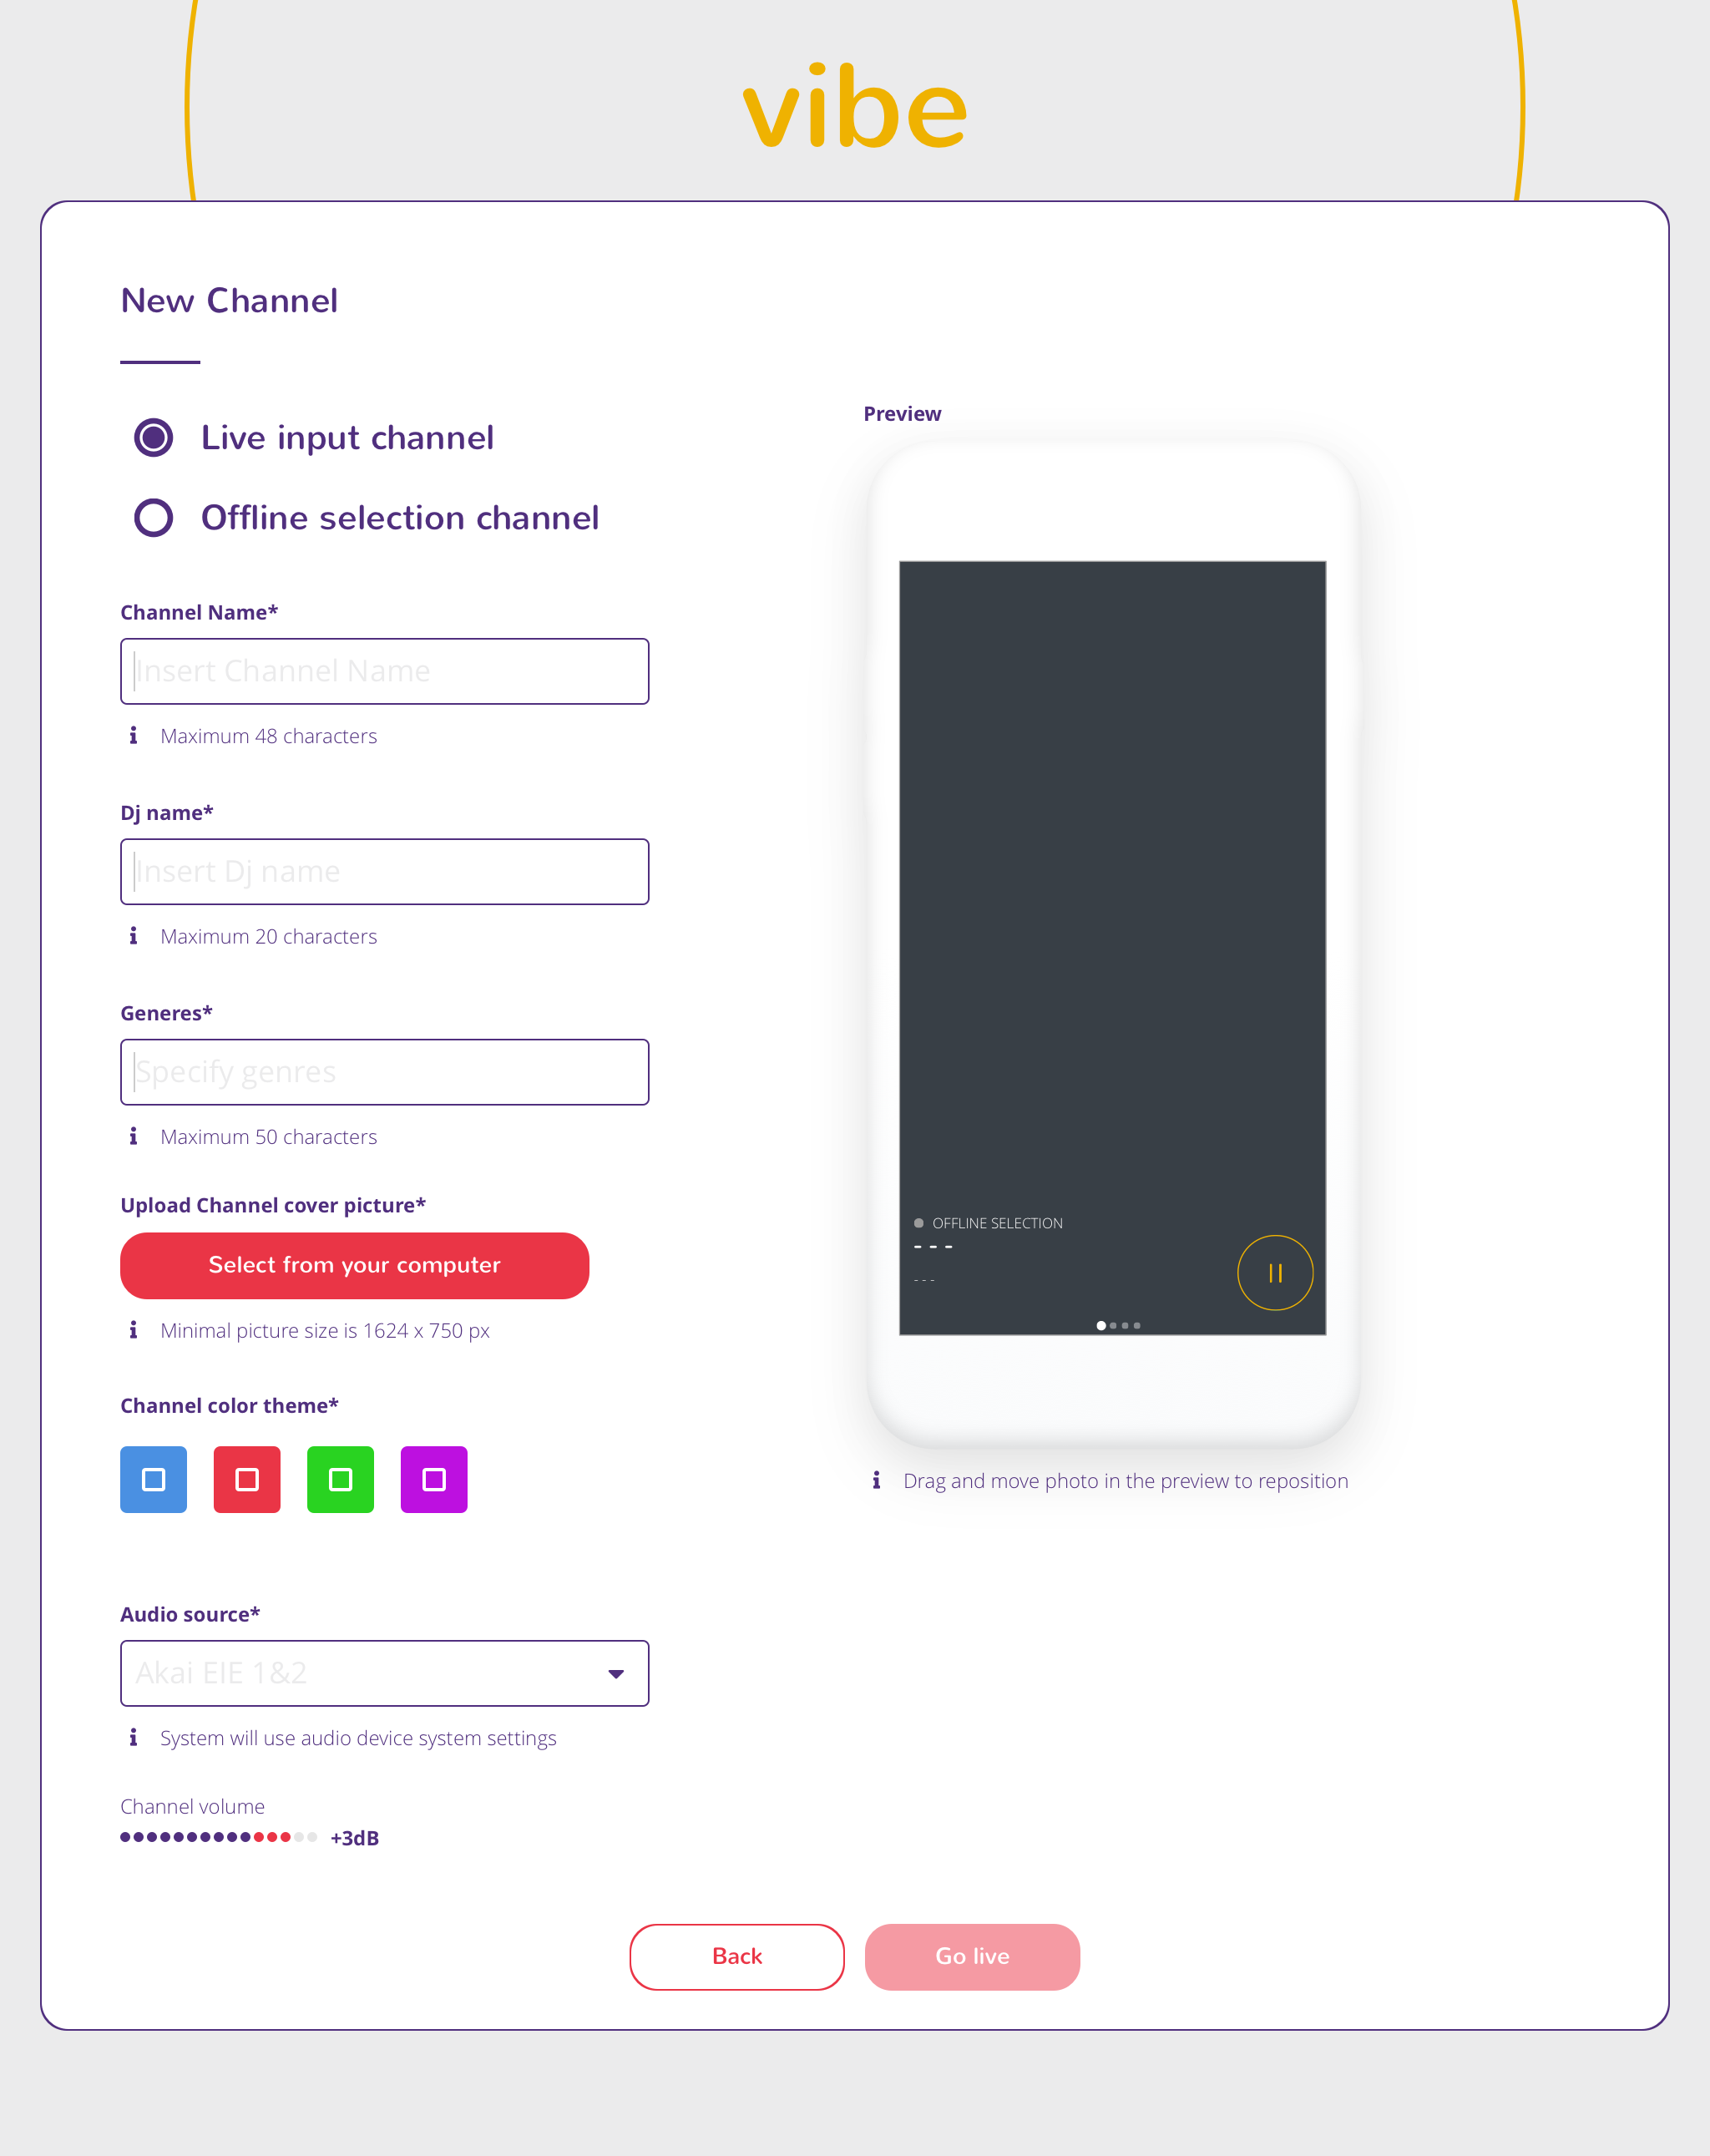 vibe
New Channel
Live input channel
Offline selection channel
Channel Name*
Insert Channel Name
Maximum 48 characters
Dj name*
Insert Dj name
Maximum 20 characters
Generes*
Specify genres
Maximum 50 characters
Upload Channel cover picture*
Select from your computer
Minimal picture size is 1624 x 750 px
Channel color theme*
Audio source*
Akai EIE 1&2
System will use audio device system settings
Channel volume
+3dB
Preview
OFFLINE SELECTION
- - -
- - -
Drag and move photo in the preview to reposition
Back
Go live